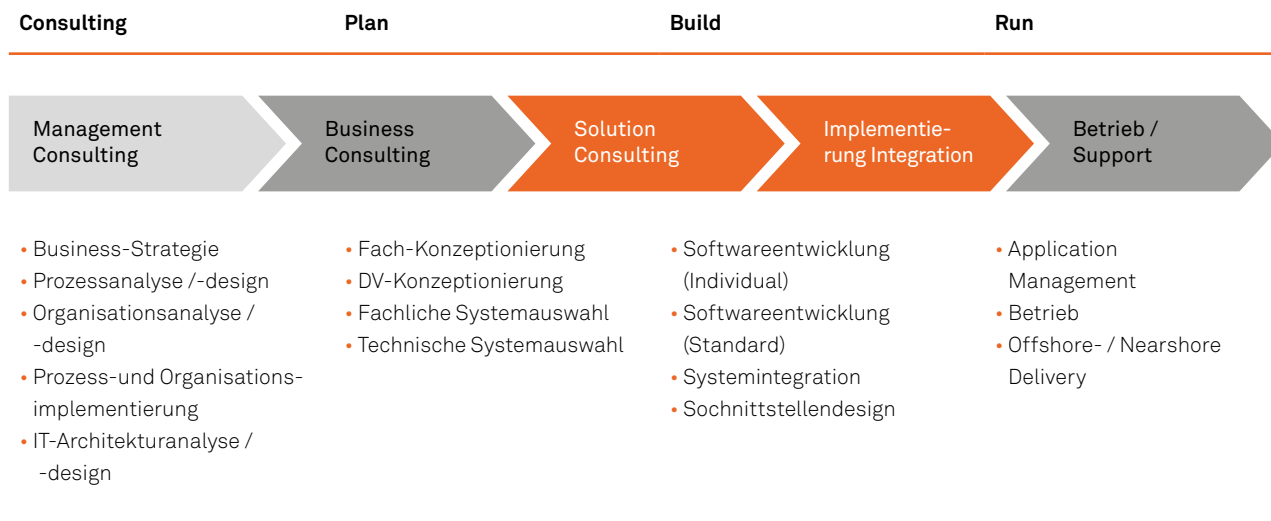 Consulting
Plan
Build
Run
Management
Consulting
Business
Consulting
Solution
Consulting
Implementie-
rung Integration
Betrieb /
Support
• Business-Strategie
• Prozessanalyse /-design
• Organisationsanalyse /
-design
• Prozess-und Organisations-
implementierung
• IT-Architekturanalyse /
-design
• Fach-Konzeptionierung
• DV-Konzeptionierung
• Fachliche Systemauswahl
• Technische Systemauswahl
• Softwareentwicklung
(Individual)
• Softwareentwicklung
(Standard)
• Systemintegration
• Sochnittstellendesign
• Application
Management
• Betrieb
• Offshore- / Nearshore
Delivery